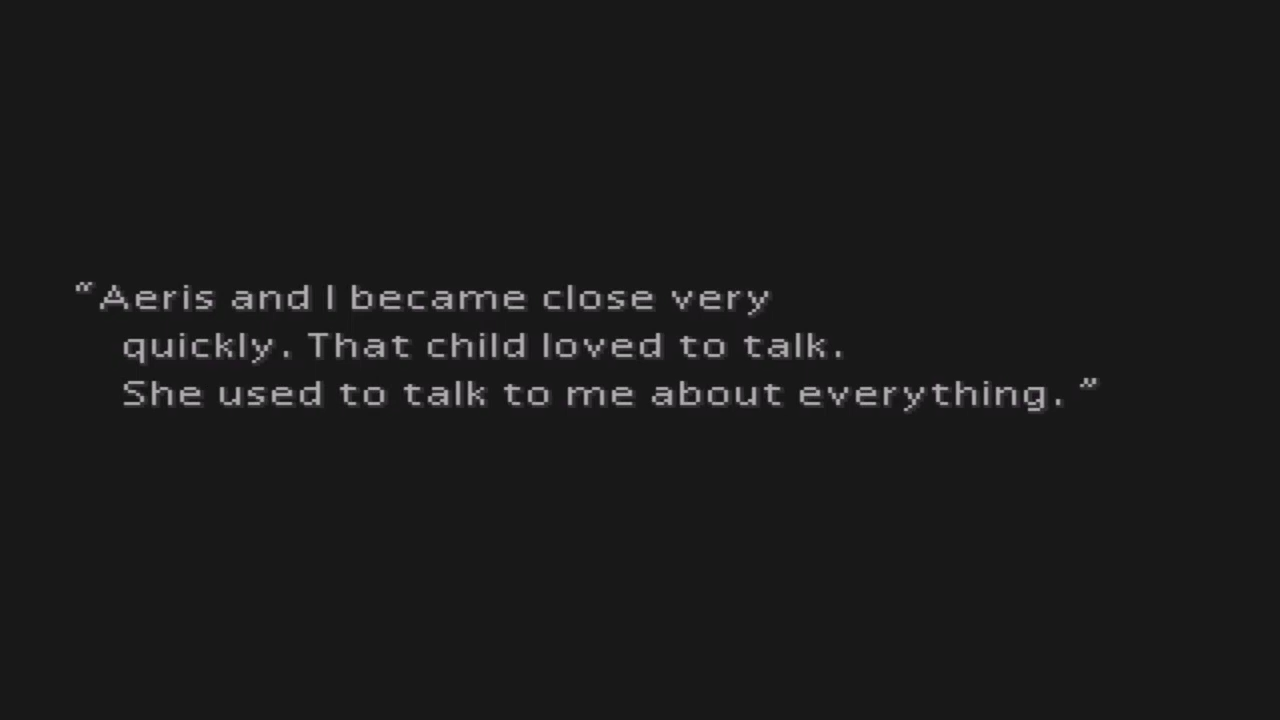 “Aeris and I became close very
quickly. That child loved to talk.
She used to talk to me about everything.”